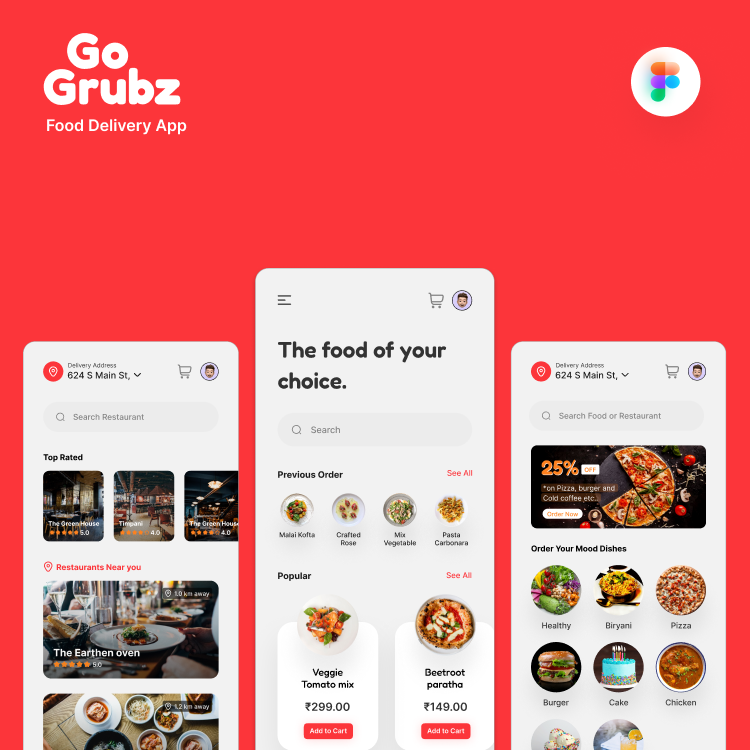 Go
Grubz
Food Delivery App
Delivery Address
624 S Main St,
Search Restaurant
Top Rated
The Green House
5.0
Timpani
4.0
The Green House
4.0
Restaurants Near you
1.0 km away
The Earthen oven
5.0
1.2 km away
The food of your
choice.
Search
Previous Order
See All
Malai Kofta
Crafted
Rose
Mix
Vegetable
Pasta
Carbonara
Popular
See All
Veggie
Tomato mix
₹299.00
Add to Cart
Beetroot
paratha
₹149.00
Add to Cart
Delivery Address
624 S Main St,
Search Food or Restaurant
25% OFF
*on Pizza, burger and
Cold coffee etc..
Order Now
Order Your Mood Dishes
Healthy
Biryani
Pizza
Burger
Cake
Chicken